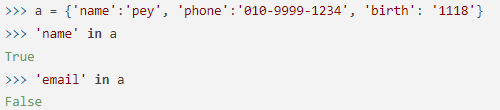 >>> a = {'name':'pey', 'phone':'010-9999-1234', 'birth': '1118'}
>>> 'name' in a
True
>>> 'email' in a
False